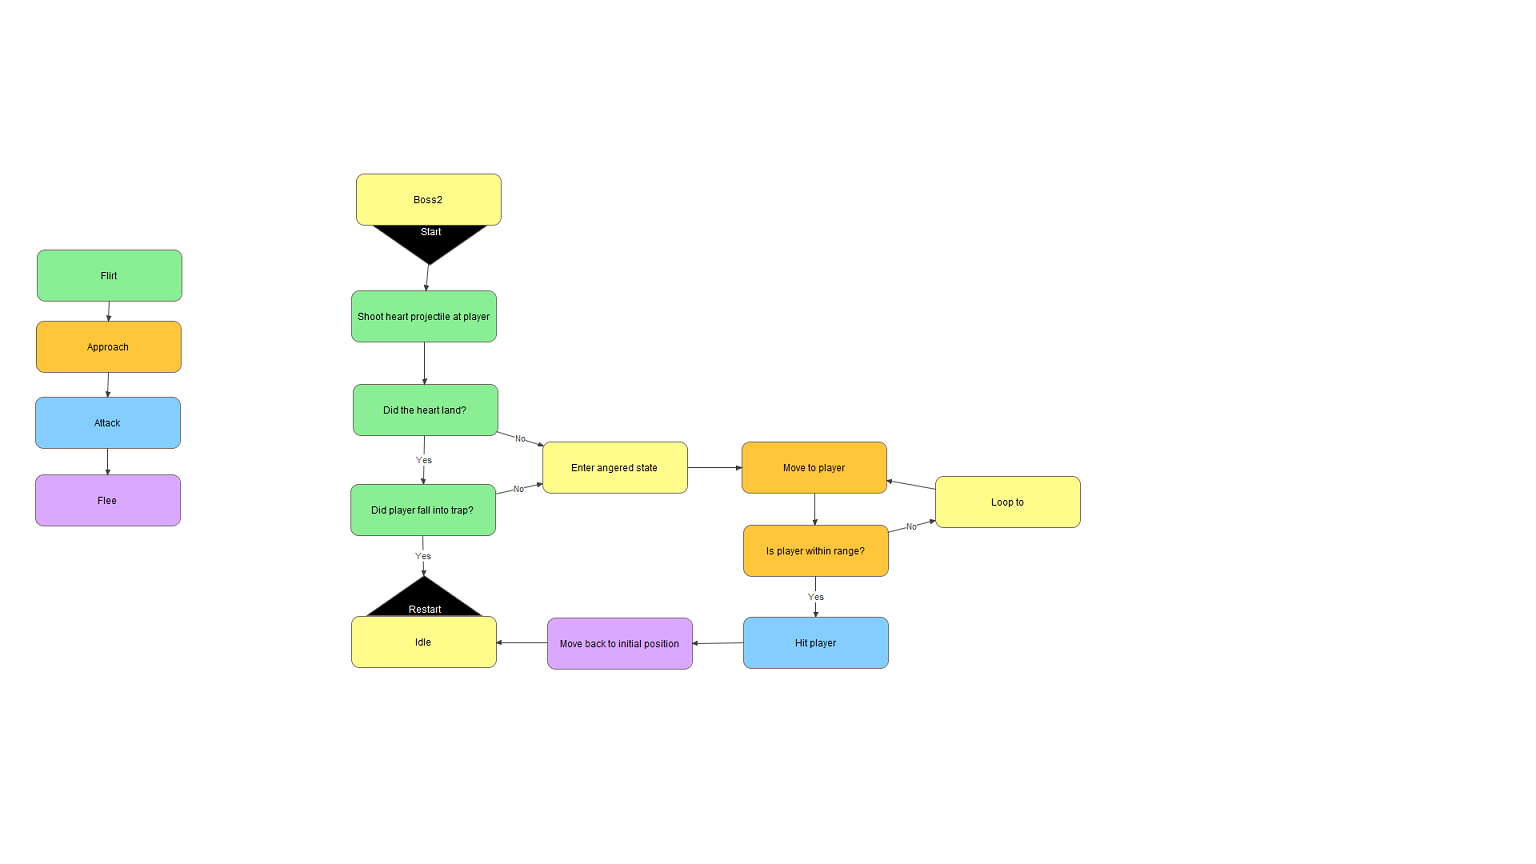 Boss2
Start
Flirt
Shoot heart projectile at player
Approach
Did the heart land?
Attack
No
Yes
Enter angered state
Move to player
No
Flee
Did player fall into trap?
Loop to
No
Is player within range?
Yes
Yes
Restart
Idle
Move back to initial position
Hit player